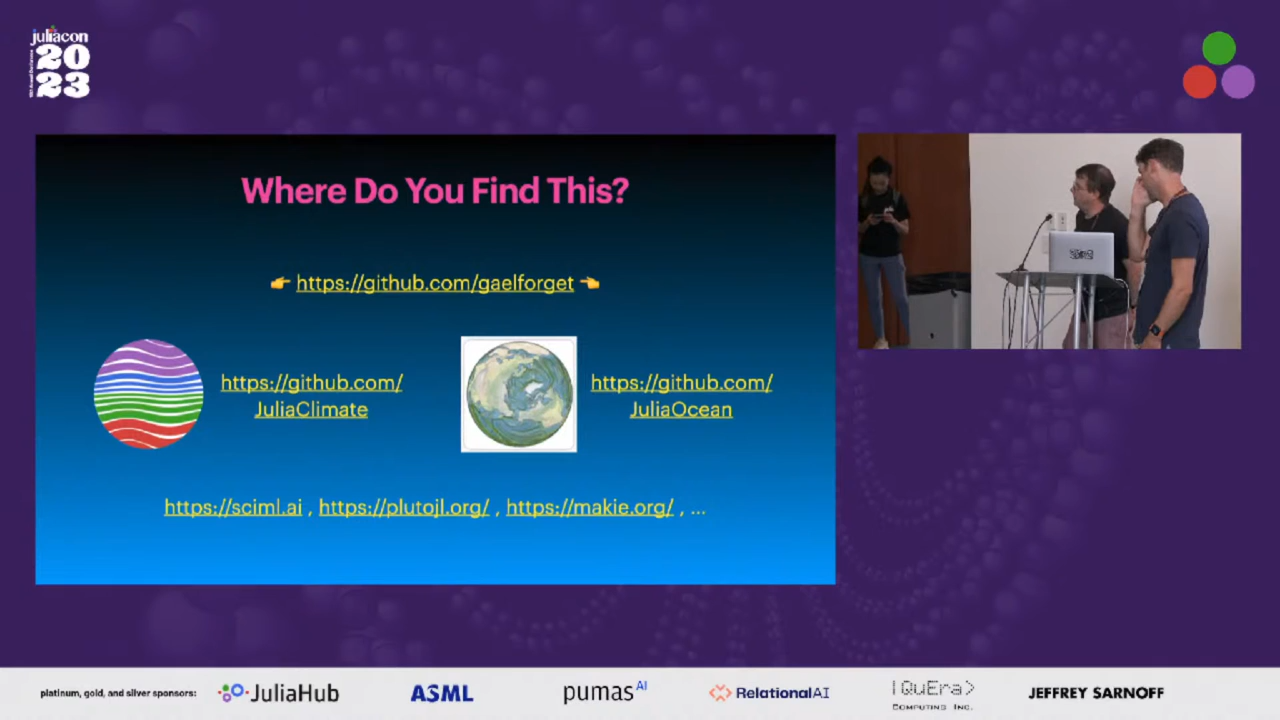 juliacon
20
23
Where Do You Find This?
👉 https://github.com/gaelforget 👈
https://github.com/
JuliaClimate
https://github.com/
JuliaOcean
https://sciml.ai , https://plutojl.org/ , https://makie.org/ , ...
platinum, gold, and silver sponsors:
JuliaHub
ASML
pumas AI
RelationalAI
|QuEra>
COMPUTING INC.
JEFFREY SARNOFF